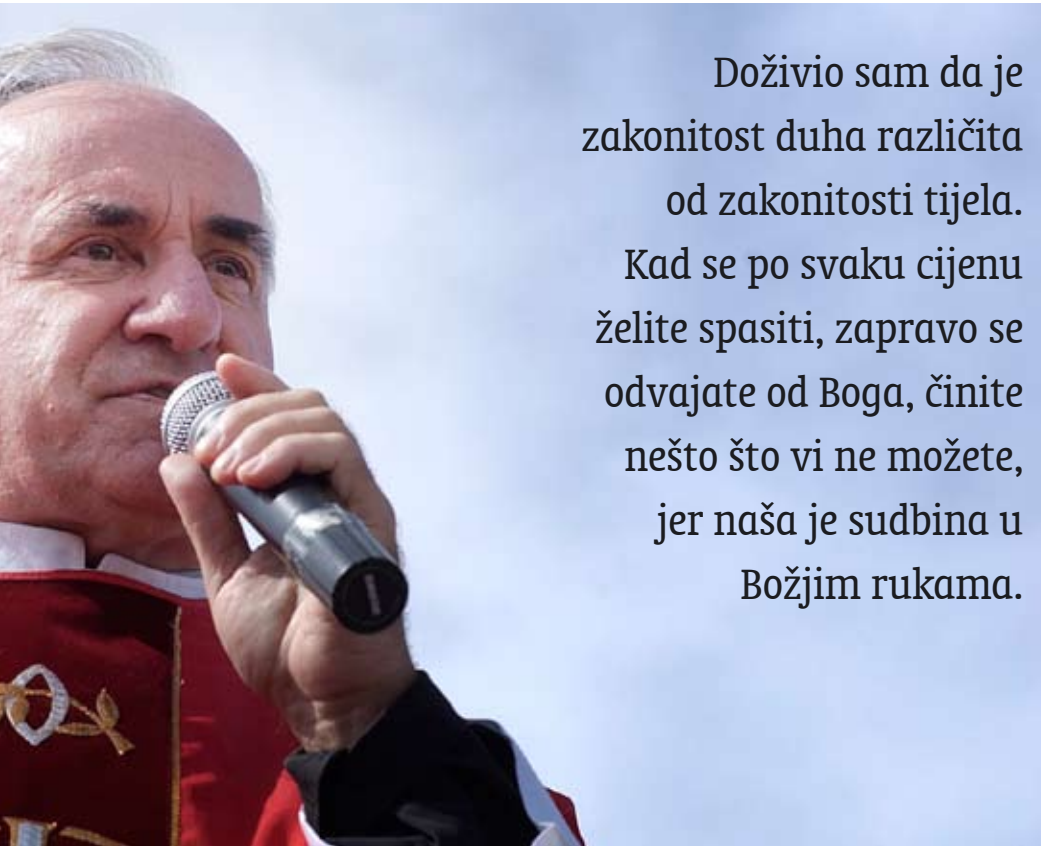 Doživio sam da je
zakonitost duha različita
od zakonitosti tijela.
Kad se po svaku cijenu
želite spasiti, zapravo se
odvajate od Boga, činite
nešto što vi ne možete,
jer naša je sudbina u
Božjim rukama.